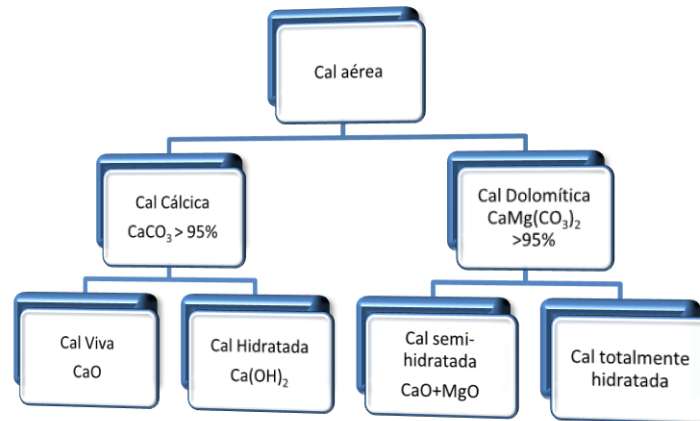 Cal aérea
Cal Cálcica
CaCO₃ > 95%
Cal Dolomítica
CaMg(CO₃)₂
>95%
Cal Viva
CaO
Cal Hidratada
Ca(OH)₂
Cal semi-
hidratada
CaO+MgO
Cal totalmente
hidratada